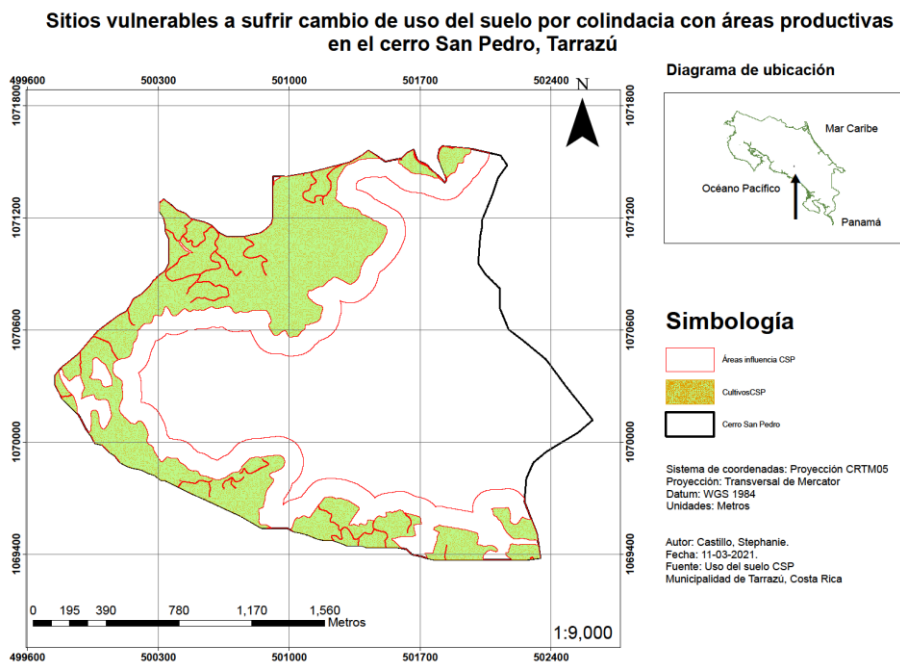 Sitios vulnerables a sufrir cambio de uso del suelo por colindacia con áreas productivas
en el cerro San Pedro, Tarrazú
499600 500300 501000 501700 502400
1071800
1071200
1070600
1070000
1069400
N
1071800
1071200
1070600
1070000
1069400
0 195 390 780 1,170 1,560
Metros
1:9,000
499600 500300 501000 501700 502400
Diagrama de ubicación
Mar Caribe
Océano Pacífico
Panamá
Simbología
Áreas influencia CSP
CultivosCSP
Cerro San Pedro
Sistema de coordenadas: Proyección CRTM05
Proyección: Transversal de Mercator
Datum: WGS 1984
Unidades: Metros
Autor: Castillo, Stephanie.
Fecha: 11-03-2021.
Fuente: Uso del suelo CSP
Municipalidad de Tarrazú, Costa Rica